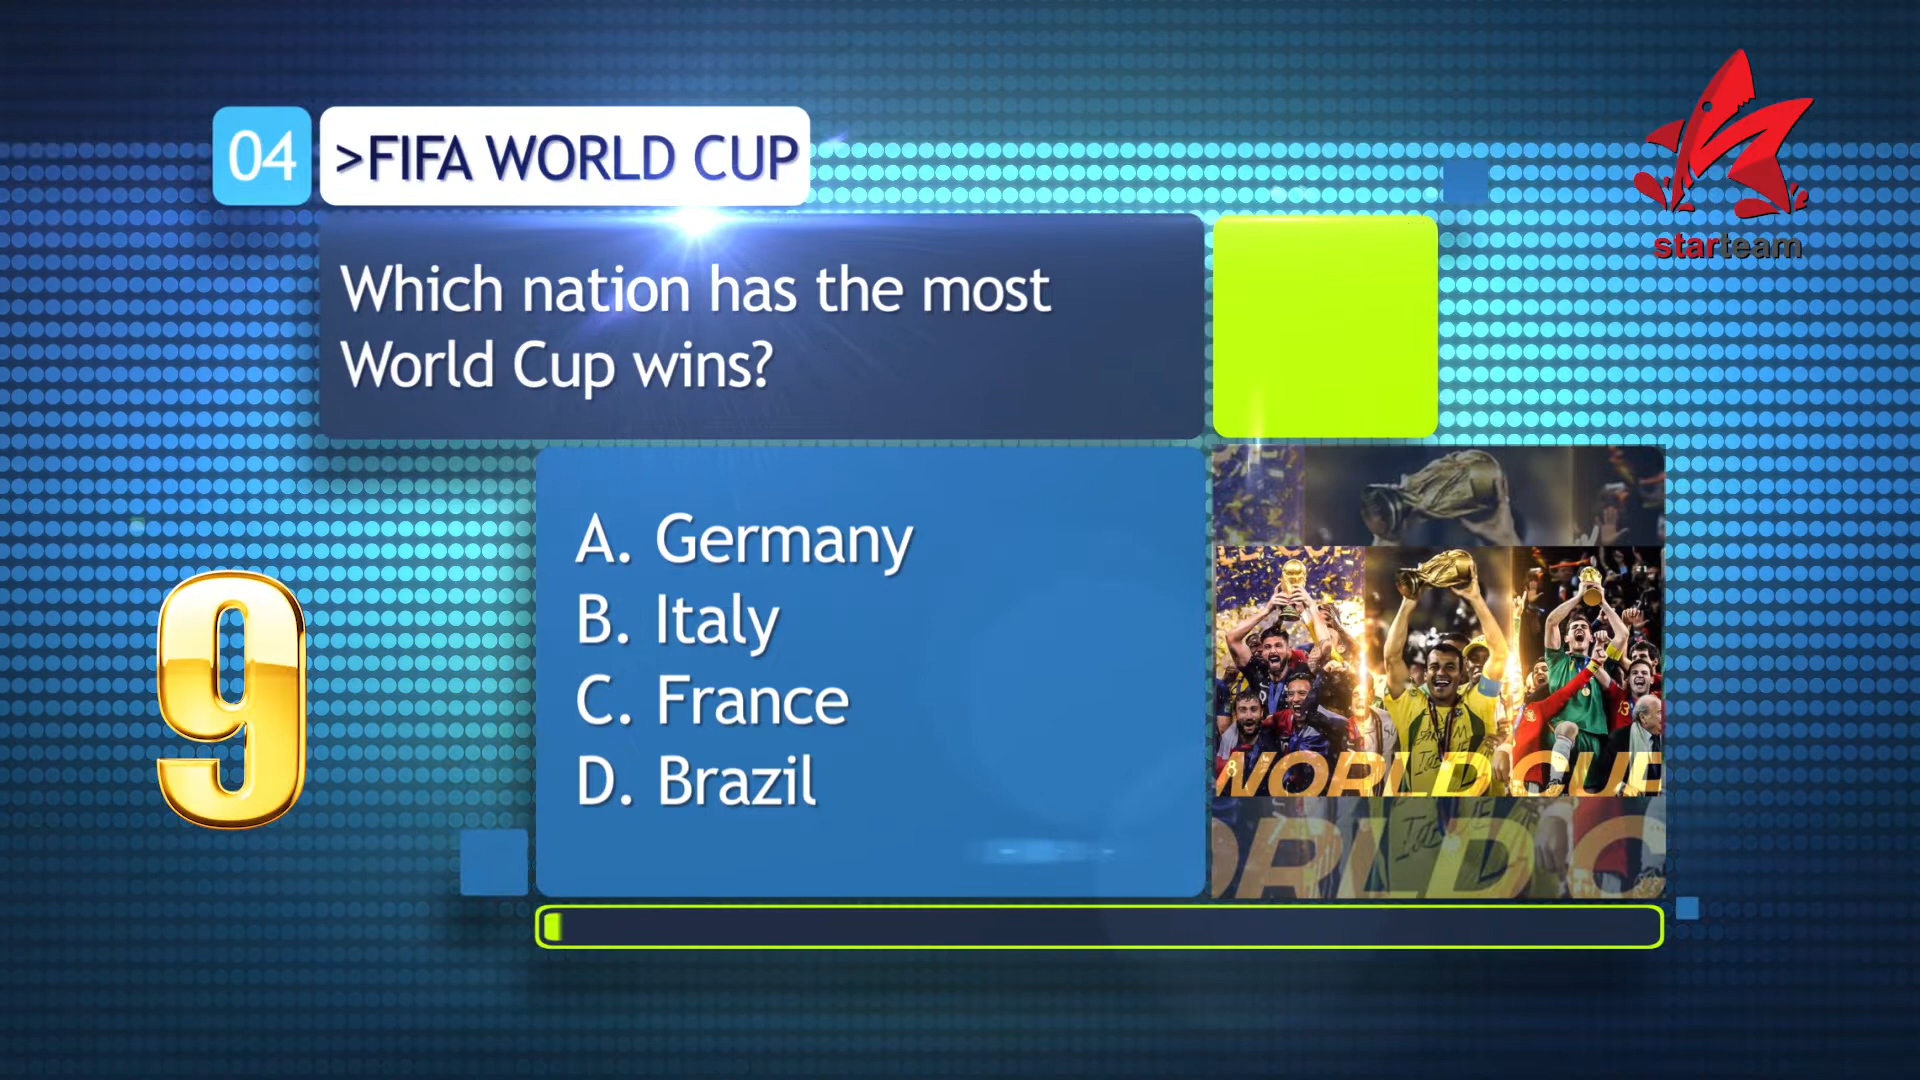 04
>FIFA WORLD CUP
starteam
Which nation has the most
World Cup wins?
A. Germany
B. Italy
C. France
D. Brazil
9
WORLD CUP